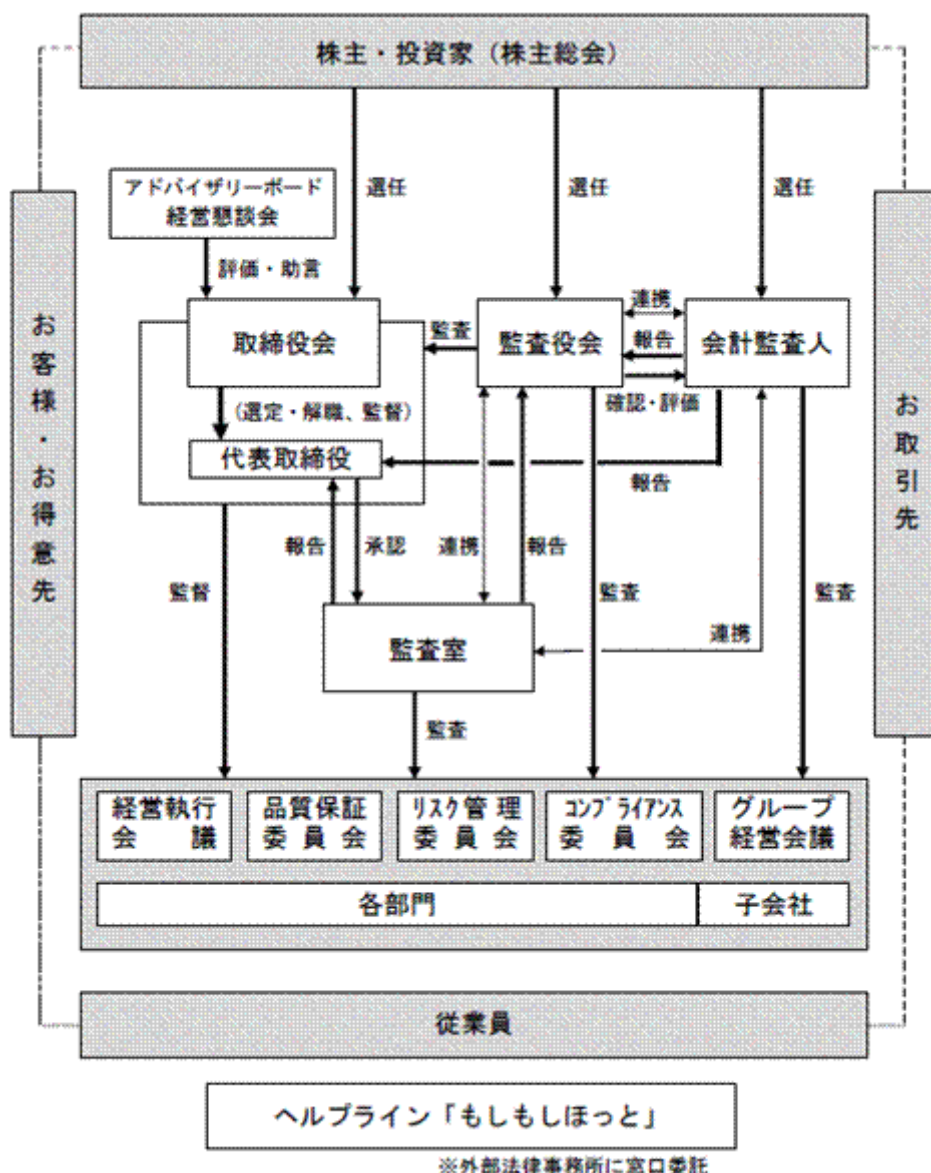 株主・投資家（株主総会）
選任
選任
選任
アドバイザリーボード
経営懇談会
評価・助言
お客様・お得意先
お取引先
取締役会
監査
監査役会
連携
報告
会計監査人
確認・評価
(選定・解職、監督)
代表取締役
報告
報告
承認
連携
報告
監督
監査
監査
監査室
連携
監査
経営執行
会議
品質保証
委員会
ﾘｽｸ管理
委員会
ｺﾝﾌﾟﾗｲｱﾝｽ
委員会
グループ
経営会議
各部門
子会社
従業員
ヘルプライン「もしもしほっと」
※外部法律事務所に窓口委託